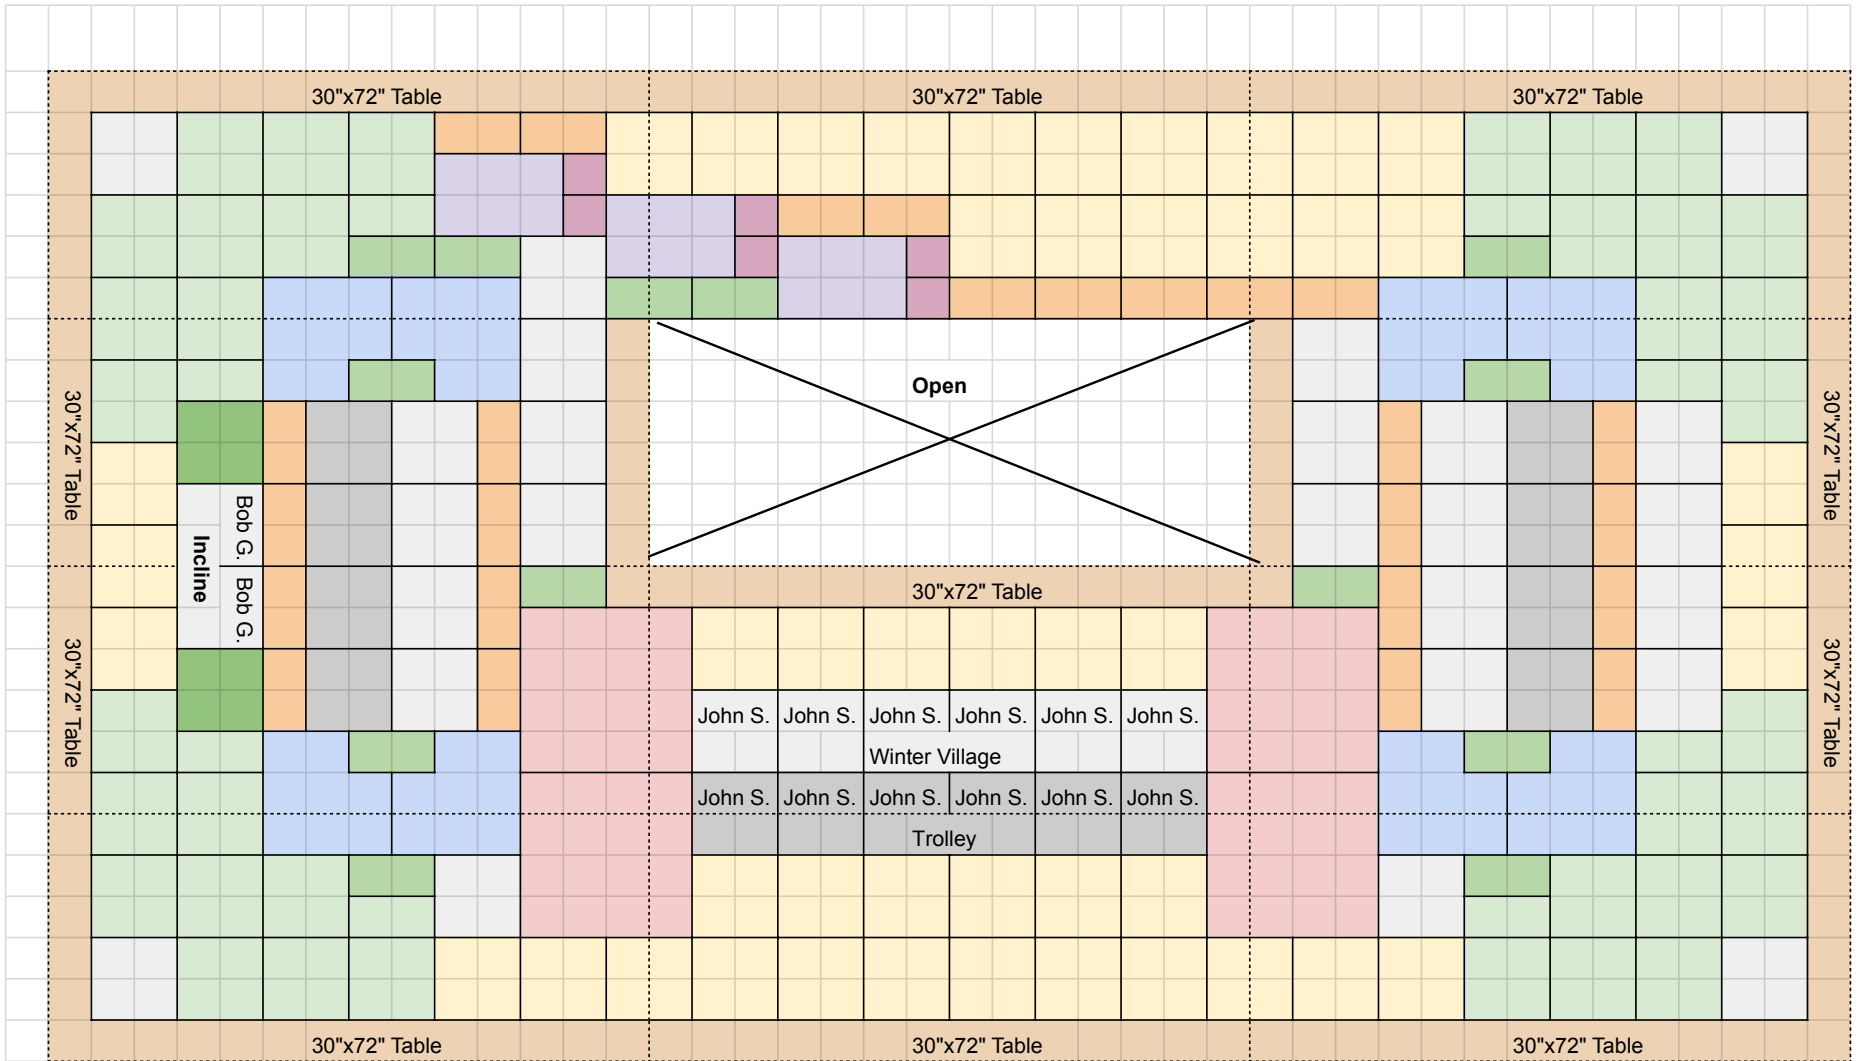 30"x72" Table
30"x72" Table
30"x72" Table
Open
30"x72" Table
30"x72" Table
Bob G.
Incline
Bob G.
30"x72" Table
30"x72" Table
30"x72" Table
John S. John S. John S. John S. John S. John S.
Winter Village
John S. John S. John S. John S. John S. John S.
Trolley
30"x72" Table
30"x72" Table
30"x72" Table